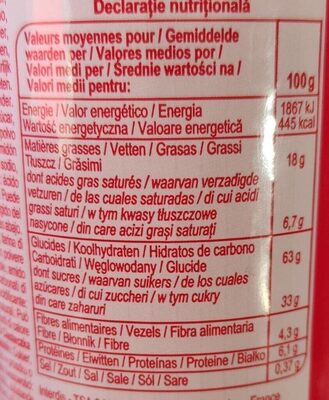 Declarație nutrițională
Valeurs moyennes pour / Gemiddelde
waarden per / Valores medios por /
Valori medi per / Średnie wartości na /
Valori medii pentru:
100 g
Energie / Valor energético / Energia
Wartość energetyczna / Valoare energetică
1867 kJ
445 kcal
Matières grasses / Vetten / Grasas / Grassi
Tłuszcz / Grăsimi
18 g
dont acides gras saturés / waarvan verzadigde
vetzuren / de las cuales saturadas / di cui acidi
grassi saturi / w tym kwasy tłuszczowe
nasycone / din care acizi grași saturați
6,7 g
Glucides / Koolhydraten / Hidratos de carbono
Carboidrati / Węglowodany / Glucide
63 g
dont sucres / waarvan suikers / de los cuales
azúcares / di cui zuccheri / w tym cukry
din care zaharuri
33 g
Fibres alimentaires / Vezels / Fibra alimentaria
Fibre / Błonnik / Fibre
4,3 g
Protéines / Eiwitten / Proteínas / Proteine / Białko
6,1 g
Sel / Zout / Sal / Sale / Sól / Sare
0,37 g